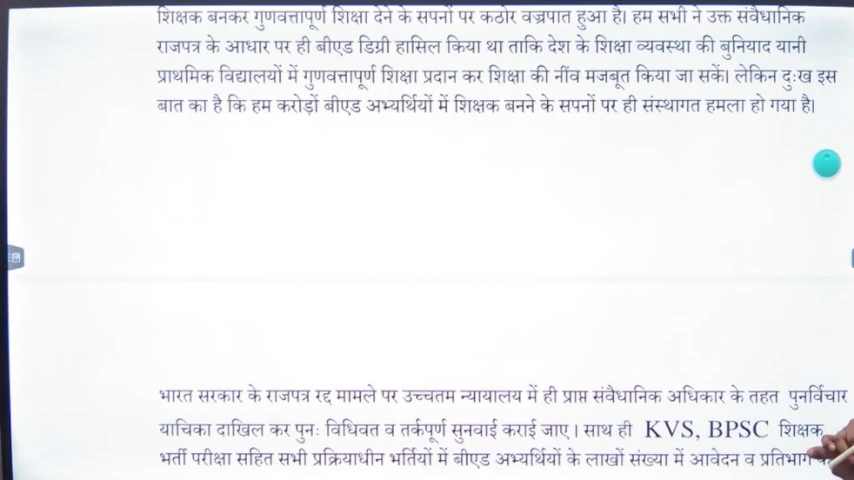 शिक्षक बनकर गुणवत्तापूर्ण शिक्षा देने के सपनों पर कठोर वज्रपात हुआ है। हम सभी ने उक्त संवैधानिक
राजपत्र के आधार पर ही बीएड डिग्री हासिल किया था ताकि देश के शिक्षा व्यवस्था की बुनियाद यानी
प्राथमिक विद्यालयों में गुणवत्तापूर्ण शिक्षा प्रदान कर शिक्षा की नींव मजबूत किया जा सकें। लेकिन दुःख इस
बात का है कि हम करोड़ों बीएड अभ्यर्थियों में शिक्षक बनने के सपनों पर ही संस्थागत हमला हो गया है।
भारत सरकार के राजपत्र रद्द मामले पर उच्चतम न्यायालय में ही प्राप्त संवैधानिक अधिकार के तहत पुनर्विचार
याचिका दाखिल कर पुनः विधिवत व तर्कपूर्ण सुनवाई कराई जाए। साथ ही KVS, BPSC शिक्षक
भर्ती परीक्षा सहित सभी प्रक्रियाधीन भर्तियों में बीएड अभ्यर्थियों के लाखों संख्या में आवेदन व प्रतिभाग